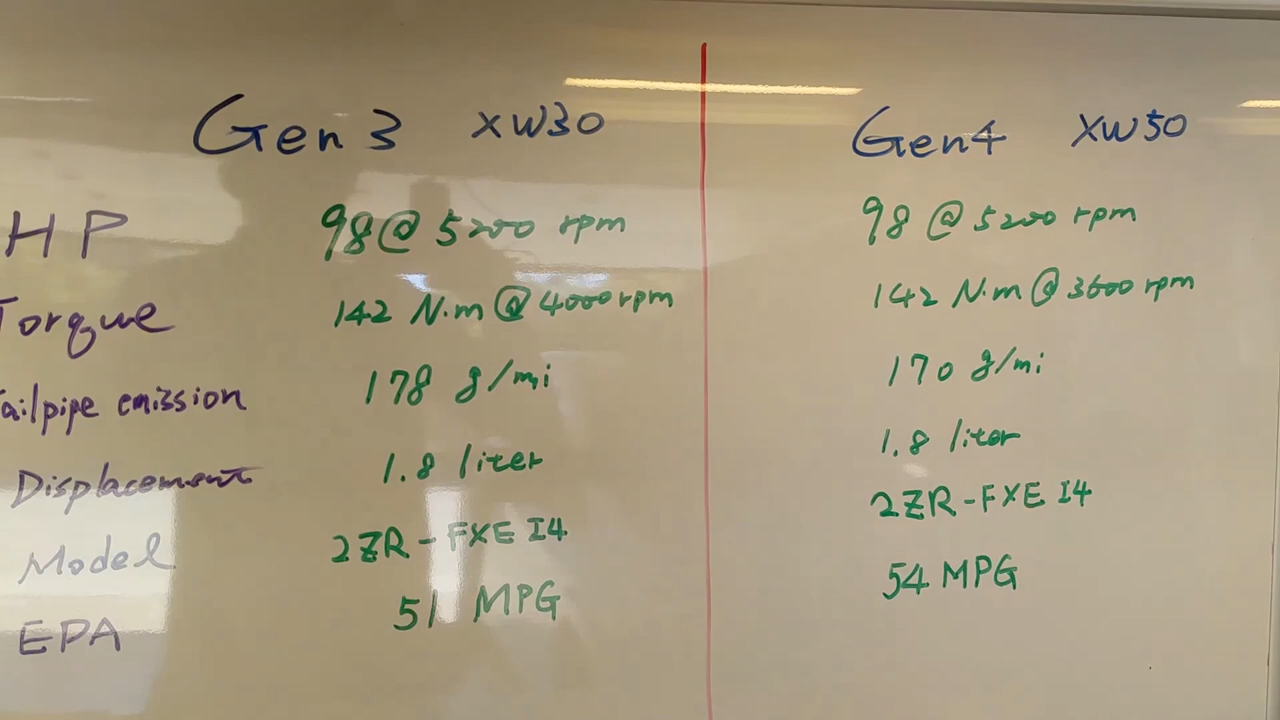 Gen 3 XW30 Gen4 XW50
HP 98 @ 5200 rpm 98 @ 5200 rpm
Torque 142 N·m @ 4000 rpm 142 N·m @ 3600 rpm
Tailpipe emission 178 g/mi 170 g/mi
Displacement 1.8 liter 1.8 liter
Model 2ZR-FXE I4 2ZR-FXE I4
EPA 51 MPG 54 MPG